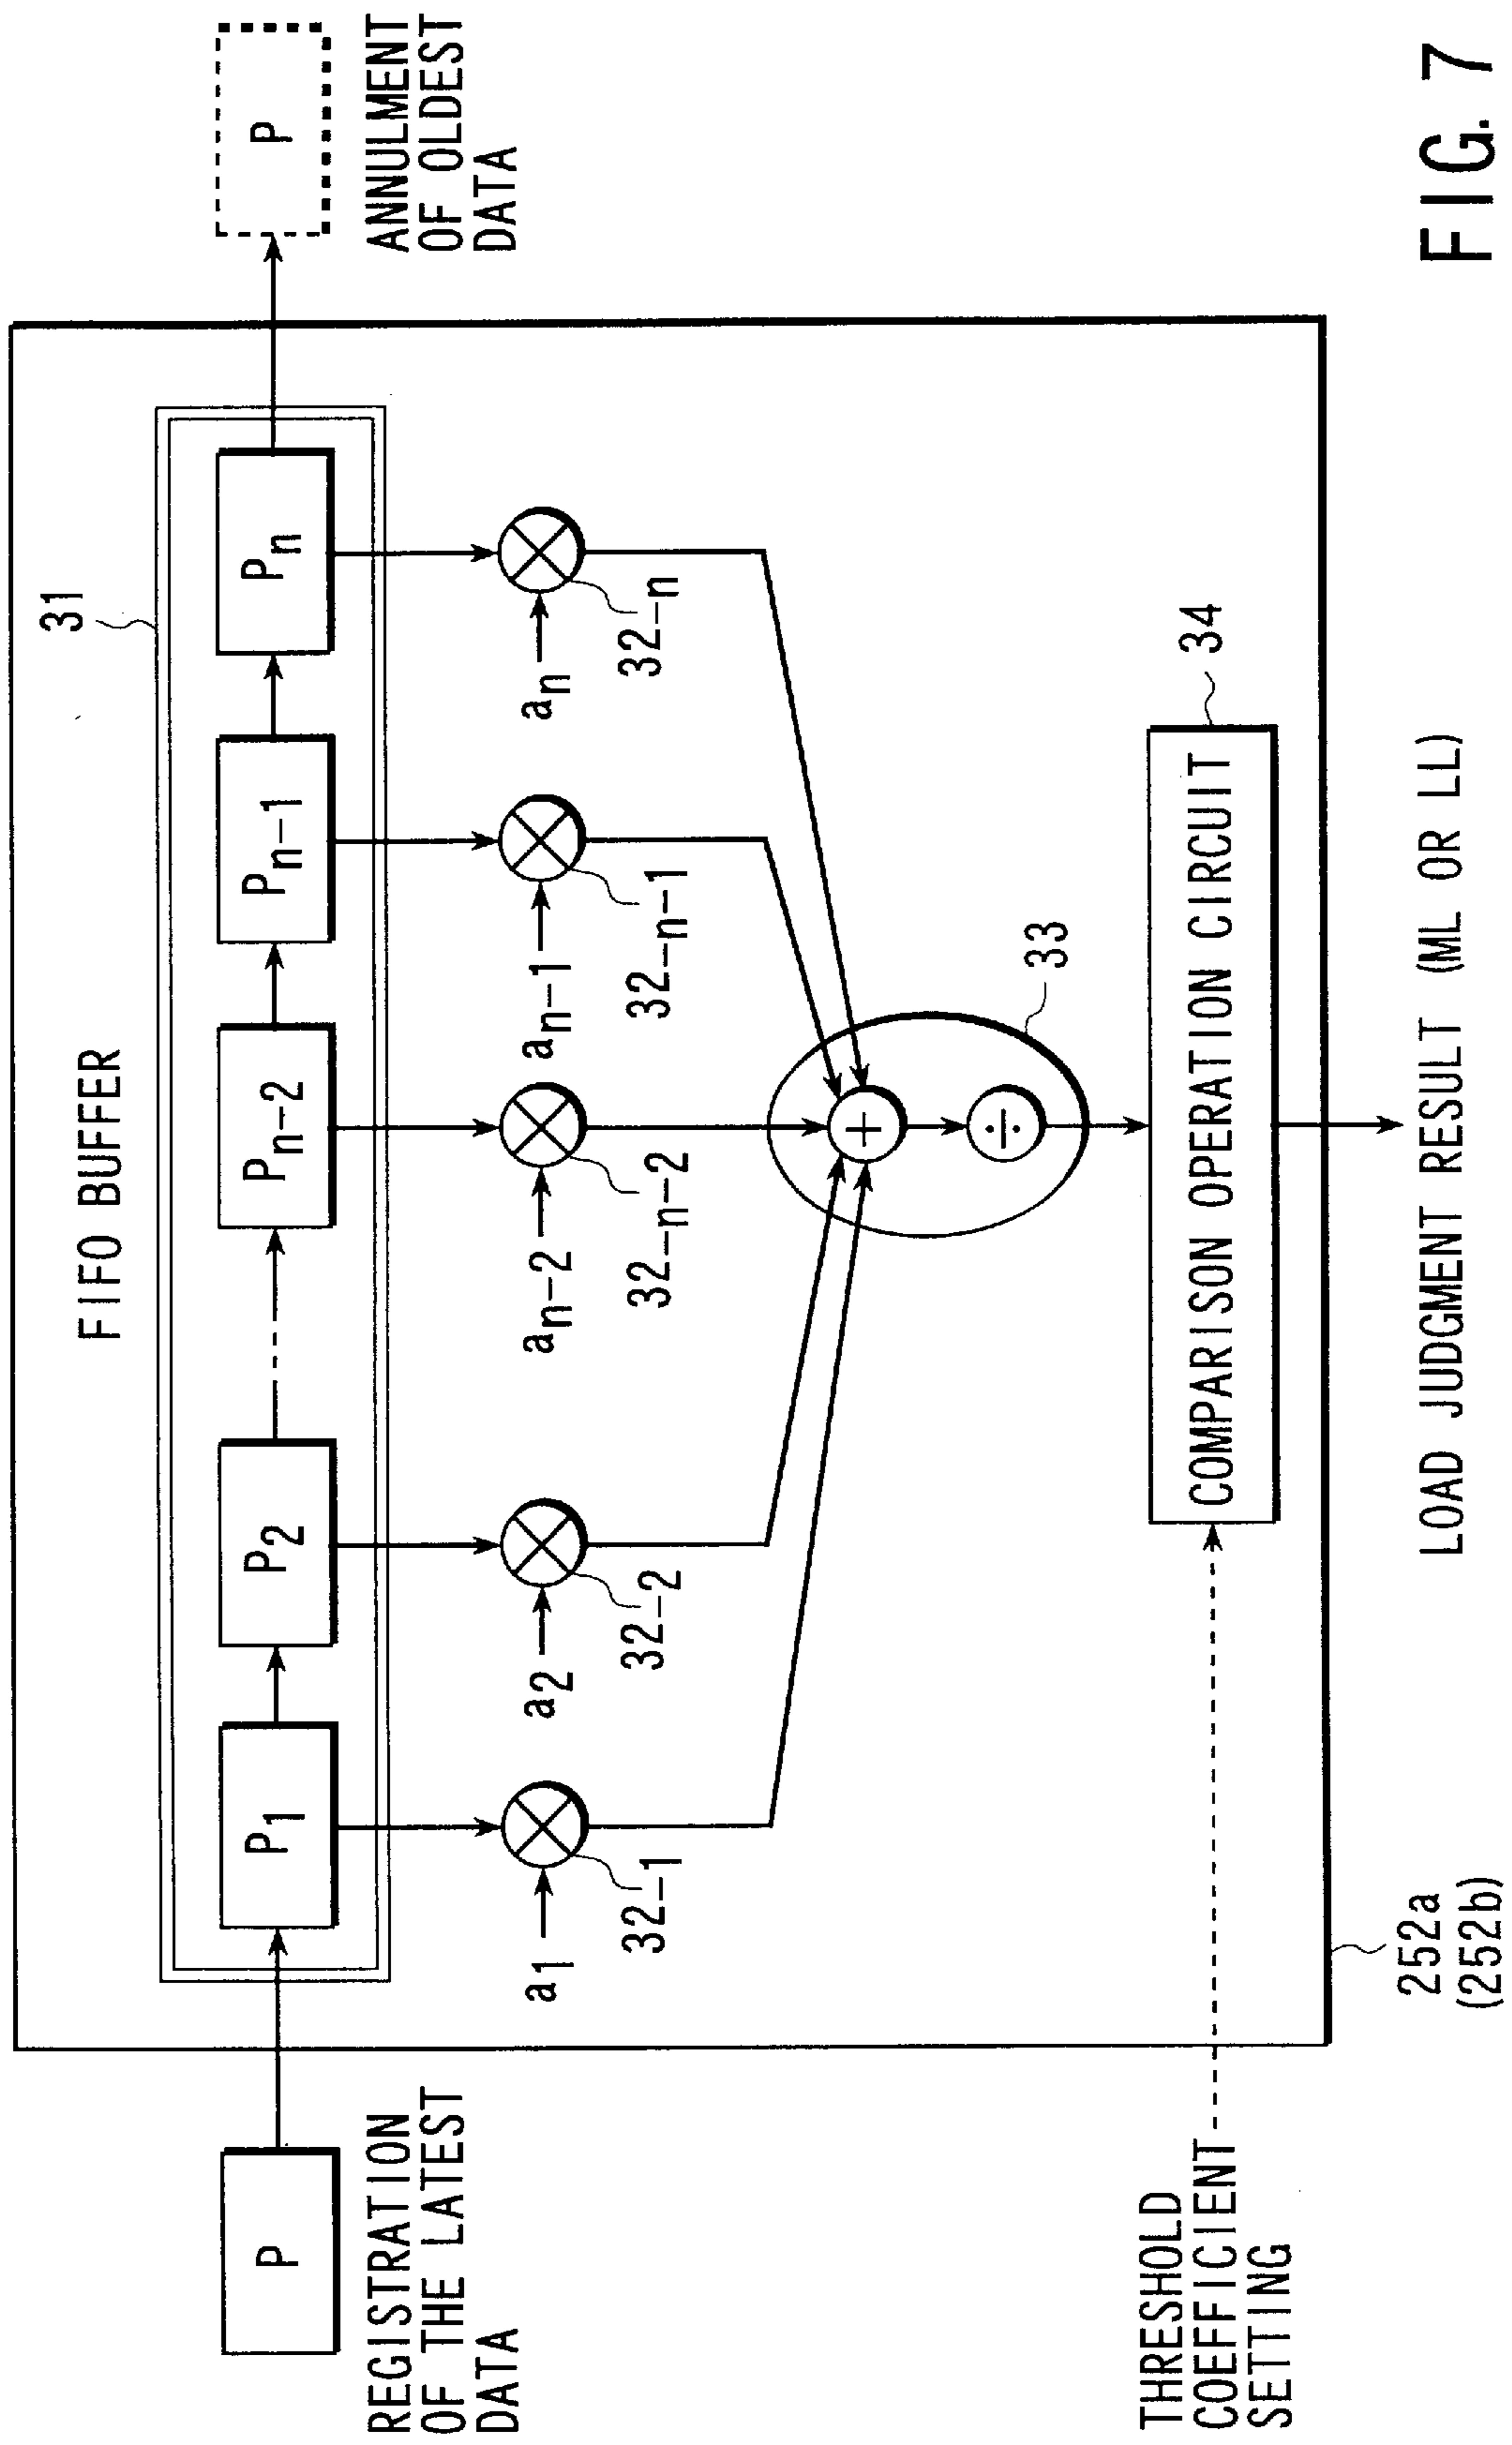 FIFO BUFFER
31
P
P1
P2
Pn-2
Pn-1
Pn
P
REGISTRATION
OF THE LATEST
DATA
ANNULMENT
OF OLDEST
DATA
a1
a2
an-2
an-1
an
32-1
32-2
32-n-2
32-n-1
32-n
+
÷
33
THRESHOLD
COEFFICIENT
SETTING
COMPARISON OPERATION CIRCUIT
34
252a
(252b)
LOAD JUDGMENT RESULT (ML OR LL)
FIG. 7